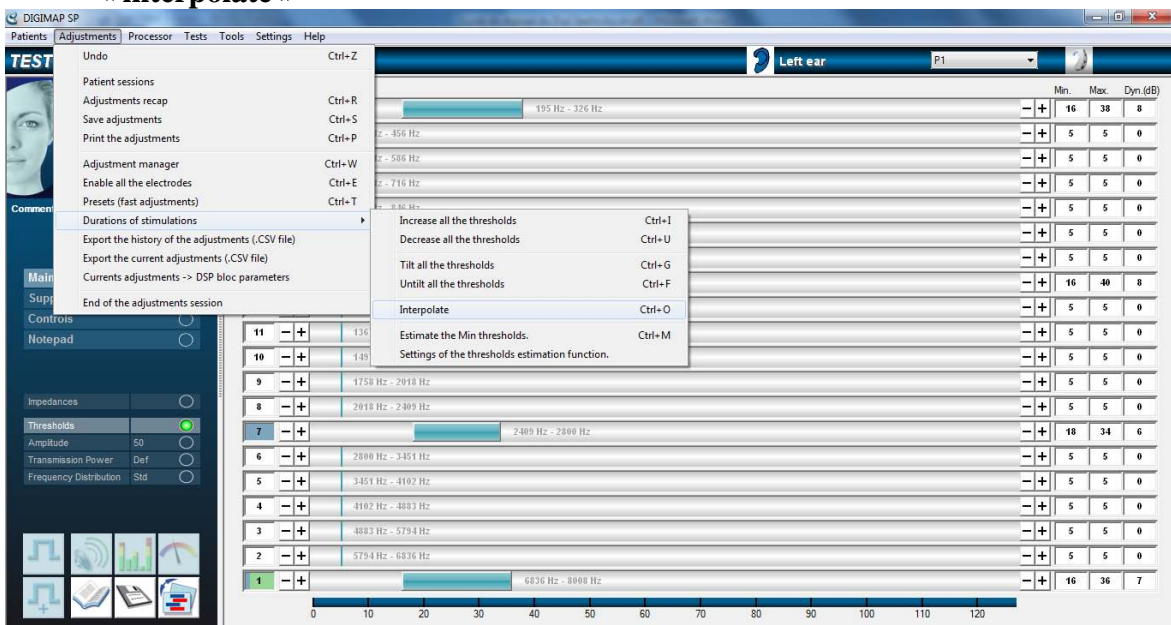 « interpolate »
DIGIMAP SP
Patients Adjustments Processor Tests Tools Settings Help
TEST
Left ear P1
Undo Ctrl+Z
Patient sessions
Adjustments recap Ctrl+R
Save adjustments Ctrl+S
Print the adjustments Ctrl+P
Adjustment manager Ctrl+W
Enable all the electrodes Ctrl+E
Presets (fast adjustments) Ctrl+T
Durations of stimulations
Export the history of the adjustments (.CSV file)
Export the current adjustments (.CSV file)
Currents adjustments -> DSP bloc parameters
End of the adjustments session
Increase all the thresholds Ctrl+I
Decrease all the thresholds Ctrl+U
Tilt all the thresholds Ctrl+G
Untilt all the thresholds Ctrl+F
Interpolate Ctrl+O
Estimate the Min thresholds. Ctrl+M
Settings of the thresholds estimation function.
Commen
Main
Supp
Controls
Notepad
Impedances
Thresholds
Amplitude 50
Transmission Power Def
Frequency Distribution Std
Min. Max. Dyn.(dB)
195 Hz - 326 Hz - + 16 38 8
z - 456 Hz - + 5 5 0
z - 586 Hz - + 5 5 0
z - 716 Hz - + 5 5 0
z - 846 Hz - + 5 5 0
- + 5 5 0
- + 5 5 0
- + 16 40 8
- + 5 5 0
11 - + 136 - + 5 5 0
10 - + 149 - + 5 5 0
9 - + 1758 Hz - 2018 Hz - + 5 5 0
8 - + 2018 Hz - 2409 Hz - + 5 5 0
7 - + 2409 Hz - 2800 Hz - + 18 34 6
6 - + 2800 Hz - 3451 Hz - + 5 5 0
5 - + 3451 Hz - 4102 Hz - + 5 5 0
4 - + 4102 Hz - 4883 Hz - + 5 5 0
3 - + 4883 Hz - 5794 Hz - + 5 5 0
2 - + 5794 Hz - 6836 Hz - + 5 5 0
1 - + 6836 Hz - 8008 Hz - + 16 36 7
0 10 20 30 40 50 60 70 80 90 100 110 120